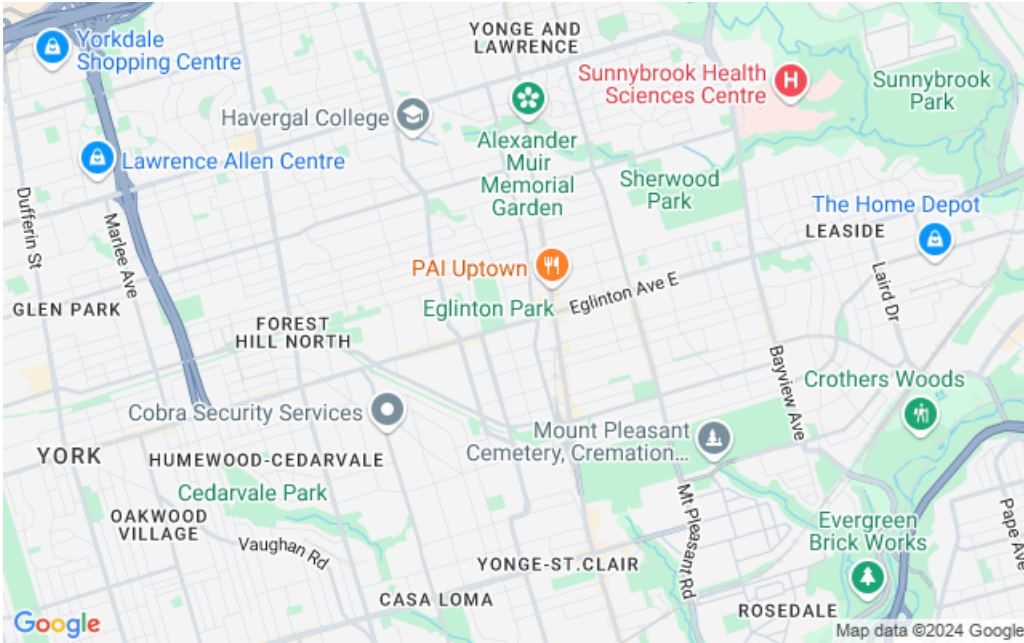 YONGE AND
LAWRENCE
Yorkdale
Shopping Centre
Sunnybrook Health
Sciences Centre
H
Sunnybrook
Park
Havergal College
Alexander
Muir
Memorial
Garden
Lawrence Allen Centre
Sherwood
Park
The Home Depot
LEASIDE
Dufferin St
Marlee Ave
PAI Uptown
Eglinton Ave E
Laird Dr
GLEN PARK
Eglinton Park
FOREST
HILL NORTH
Bayview Ave
Crothers Woods
Cobra Security Services
Mount Pleasant
Cemetery, Cremation...
YORK
HUMEWOOD-CEDARVALE
Cedarvale Park
OAKWOOD
VILLAGE
Mt Pleasant Rd
Pape Ave
Evergreen
Brick Works
Vaughan Rd
YONGE-ST.CLAIR
CASA LOMA
ROSEDALE
Google
Map data ©2024 Google